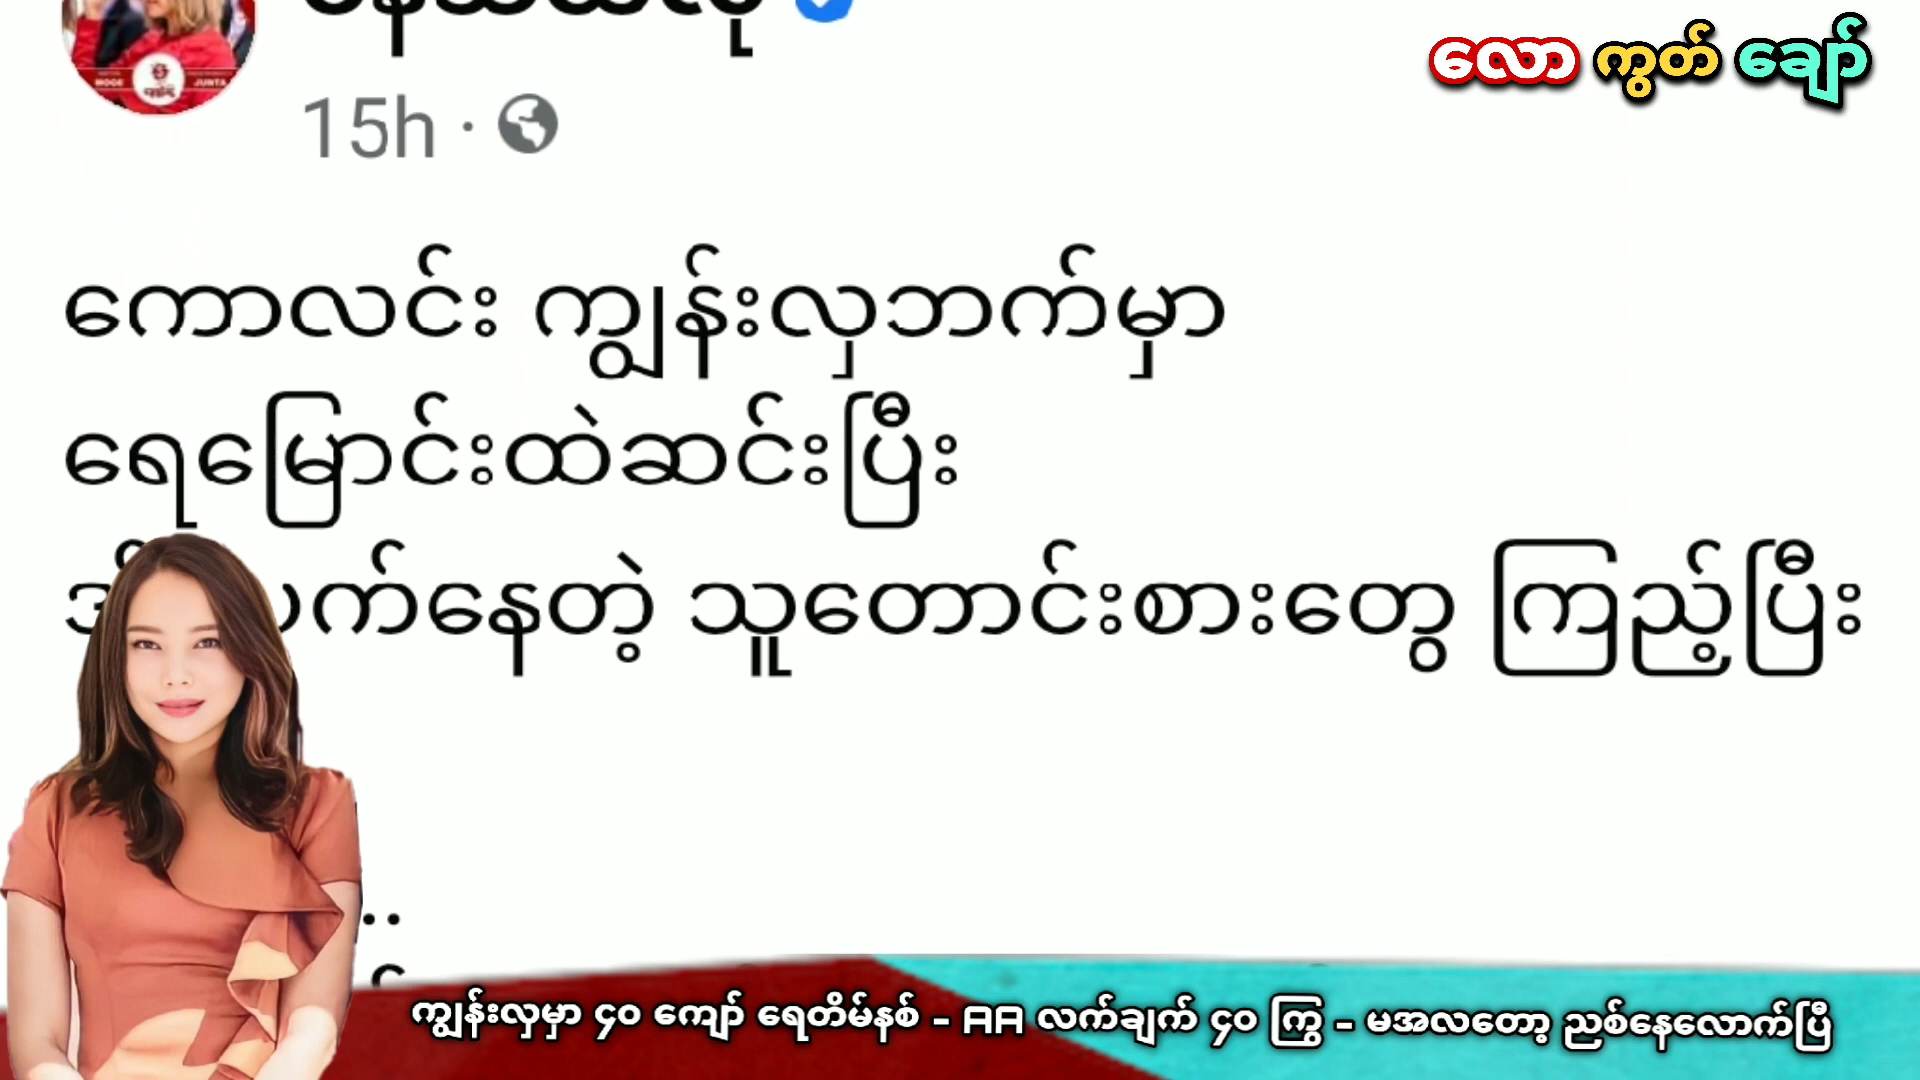 လော ကွတ် ချော်
15h ·
ကောလင်း ကျွန်းလှဘက်မှာ
ရေမြောင်းထဲဆင်းပြီး
နေတဲ့ သူတောင်းစားတွေ ကြည့်ပြီး
..
ကျွန်းလှမှာ ၄၀ ကျော် ရေတိမ်နစ် - AA လက်ချက် ၄၀ ကြွ - မအလတော့ ညစ်နေလောက်ပြီ